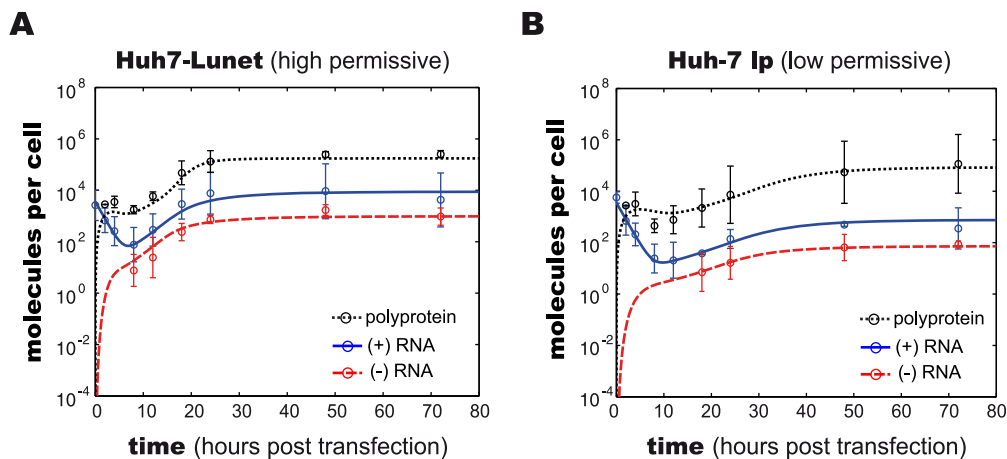 A
Huh7-Lunet (high permissive)
molecules per cell
10^8
10^6
10^4
10^2
10^0
10^-2
10^-4
0 10 20 30 40 50 60 70 80
time (hours post transfection)
polyprotein
(+) RNA
(-) RNA
B
Huh-7 lp (low permissive)
molecules per cell
10^8
10^6
10^4
10^2
10^0
10^-2
10^-4
0 10 20 30 40 50 60 70 80
time (hours post transfection)
polyprotein
(+) RNA
(-) RNA